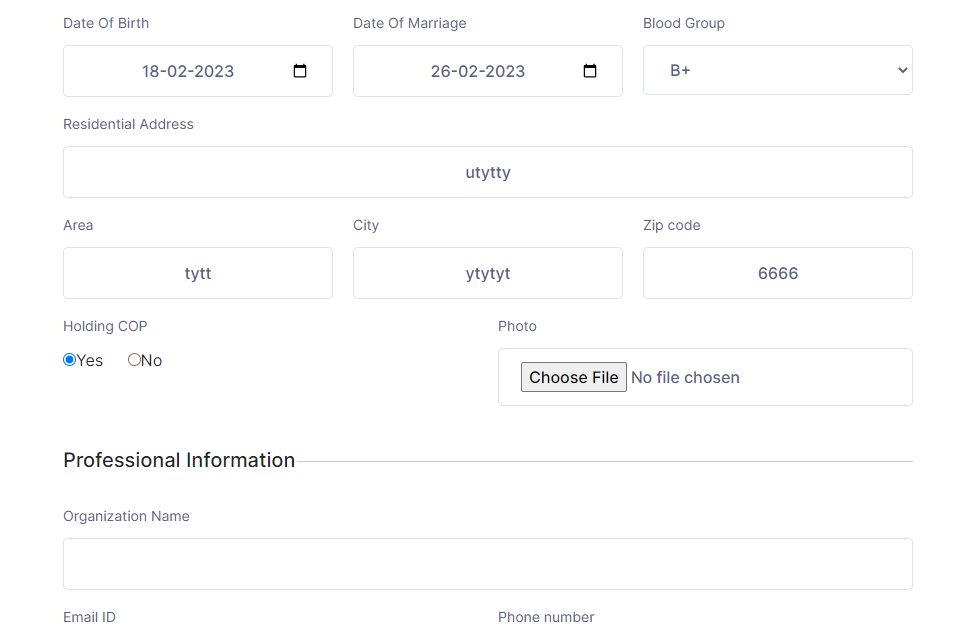 Date Of Birth Date Of Marriage Blood Group
18-02-2023 26-02-2023 B+
Residential Address
utytty
Area City Zip code
tytt ytytyt 6666
Holding COP Photo
Yes No
Choose File No file chosen
Professional Information
Organization Name
Email ID Phone number